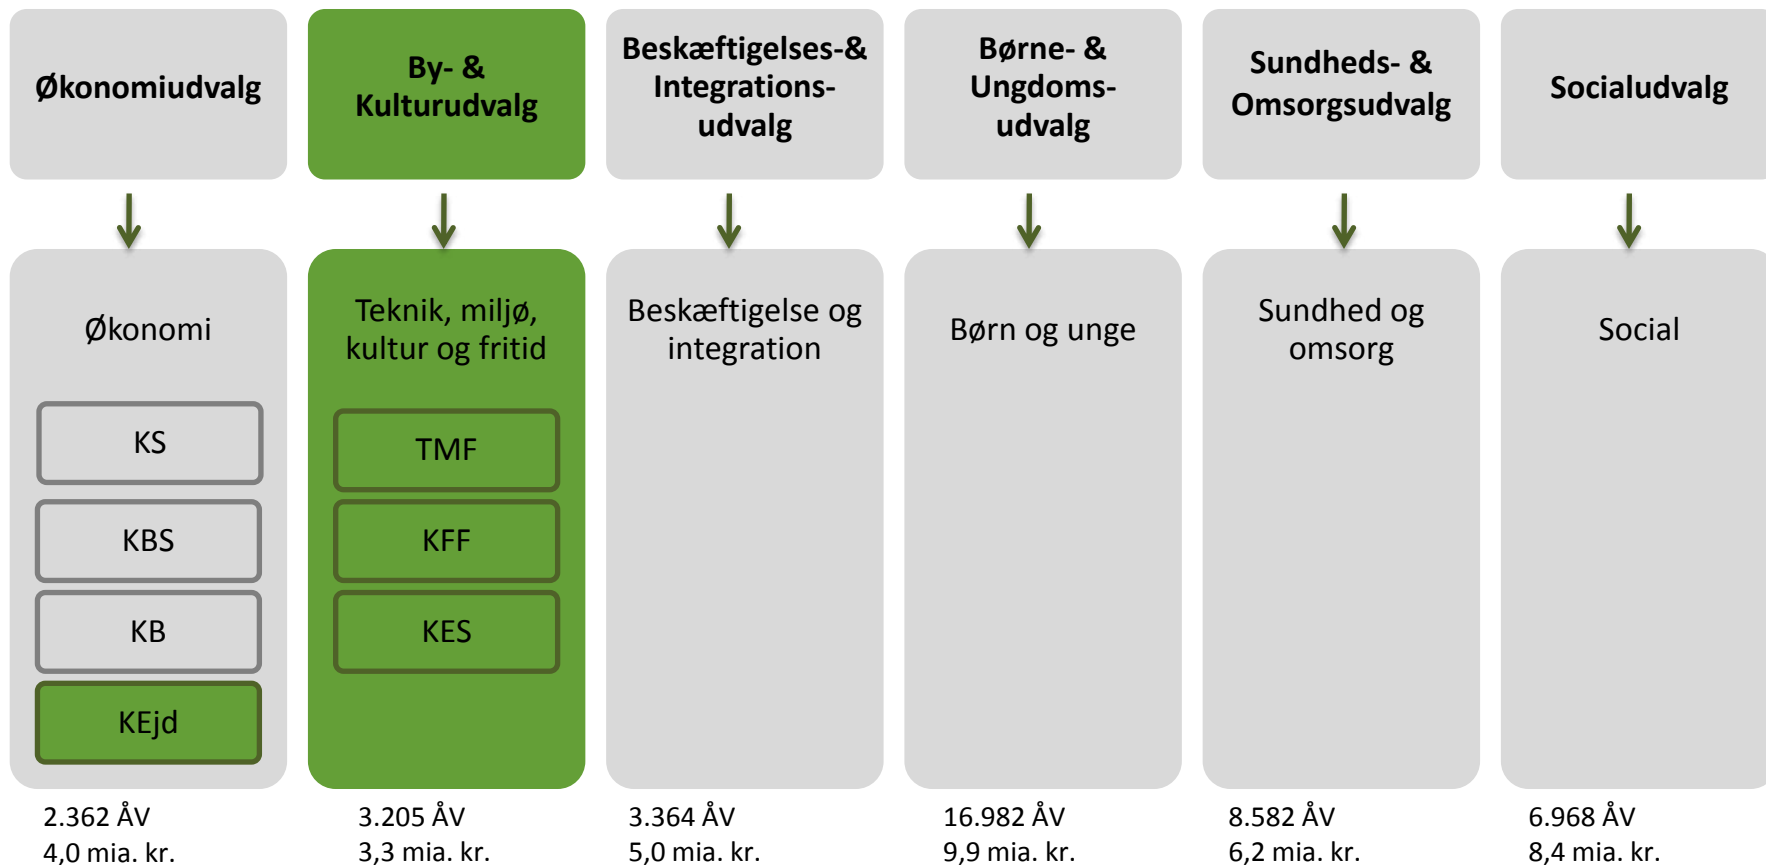 Økonomiudvalg
By- &
Kulturudvalg
Beskæftigelses-&
Integrations-
udvalg
Børne- &
Ungdoms-
udvalg
Sundheds- &
Omsorgsudvalg
Socialudvalg
Økonomi
KS
KBS
KB
KEjd
Teknik, miljø,
kultur og fritid
TMF
KFF
KES
Beskæftigelse og
integration
Børn og unge
Sundhed og
omsorg
Social
2.362 ÅV
4,0 mia. kr.
3.205 ÅV
3,3 mia. kr.
3.364 ÅV
5,0 mia. kr.
16.982 ÅV
9,9 mia. kr.
8.582 ÅV
6,2 mia. kr.
6.968 ÅV
8,4 mia. kr.